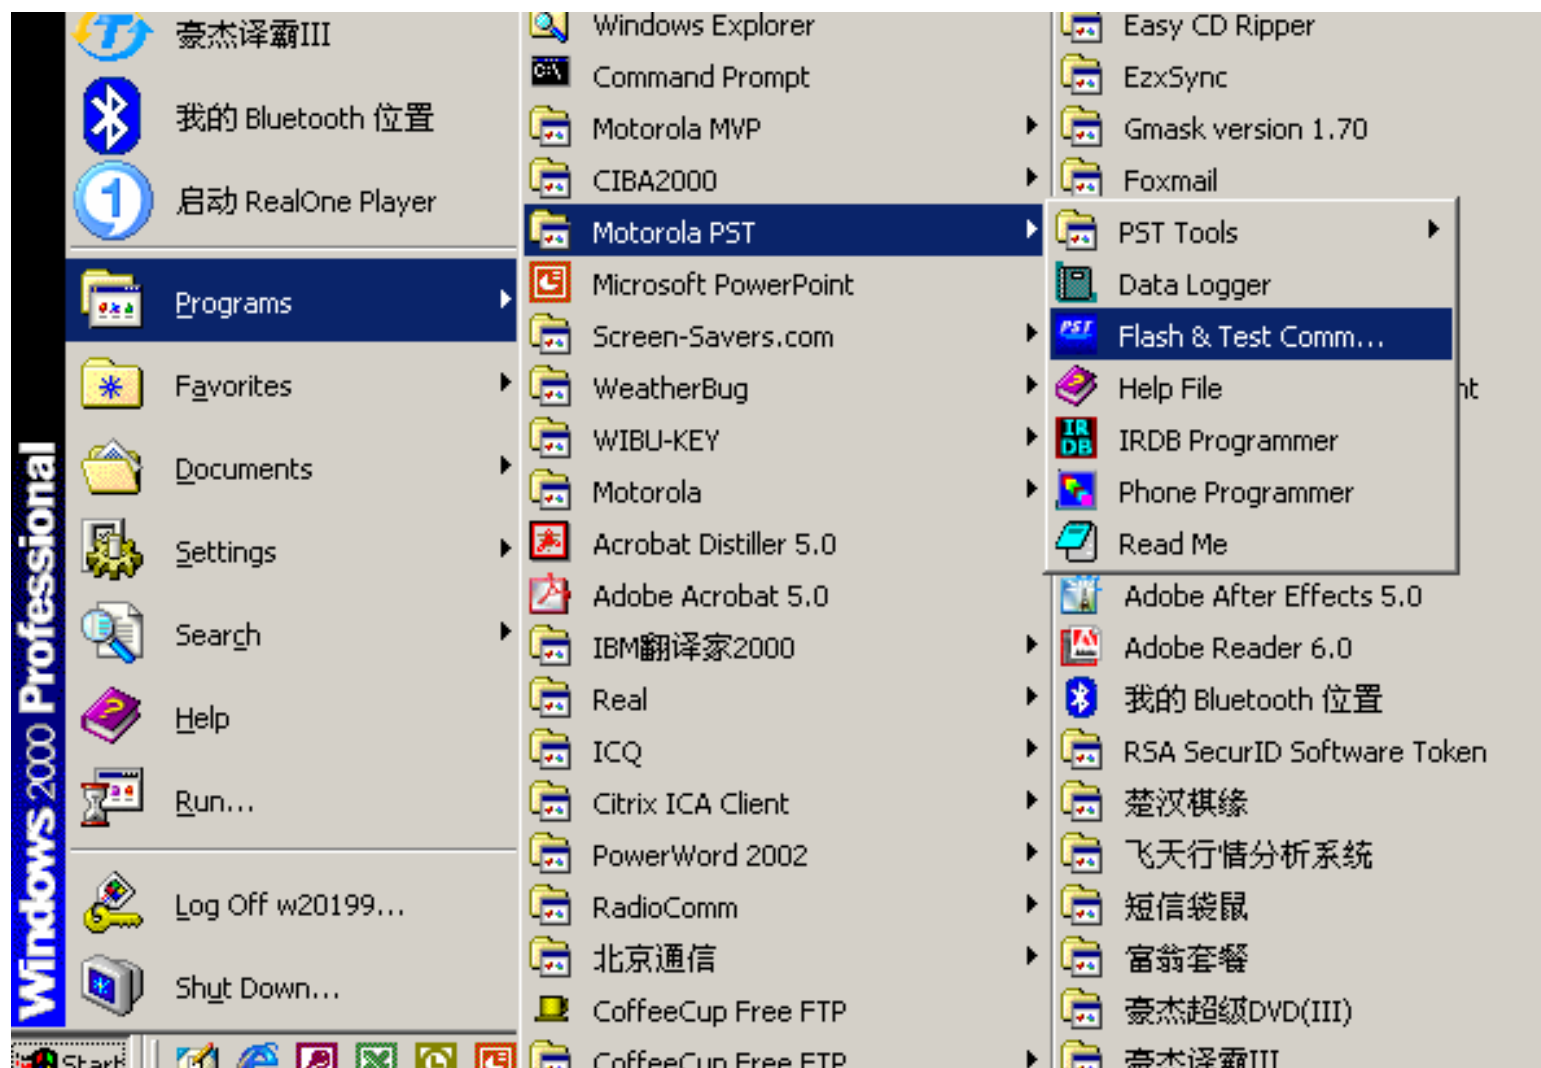 豪杰译霸III
我的 Bluetooth 位置
启动 RealOne Player
Programs
Favorites
Documents
Settings
Search
Help
Run...
Log Off w20199...
Shut Down...
Windows 2000 Professional
Start
Windows Explorer
Command Prompt
Motorola MVP
CIBA2000
Motorola PST
Microsoft PowerPoint
Screen-Savers.com
WeatherBug
WIBU-KEY
Motorola
Acrobat Distiller 5.0
Adobe Acrobat 5.0
IBM翻译家2000
Real
ICQ
Citrix ICA Client
PowerWord 2002
RadioComm
北京通信
CoffeeCup Free FTP
CoffeeCup Free FTP
Easy CD Ripper
EzxSync
Gmask version 1.70
Foxmail
PST Tools
Data Logger
PST
Flash & Test Comm...
Help File
IR
DB
IRDB Programmer
Phone Programmer
Read Me
Adobe After Effects 5.0
Adobe Reader 6.0
我的 Bluetooth 位置
RSA SecurID Software Token
楚汉棋缘
飞天行情分析系统
短信袋鼠
富翁套餐
豪杰超级DVD(III)
豪杰译霸III